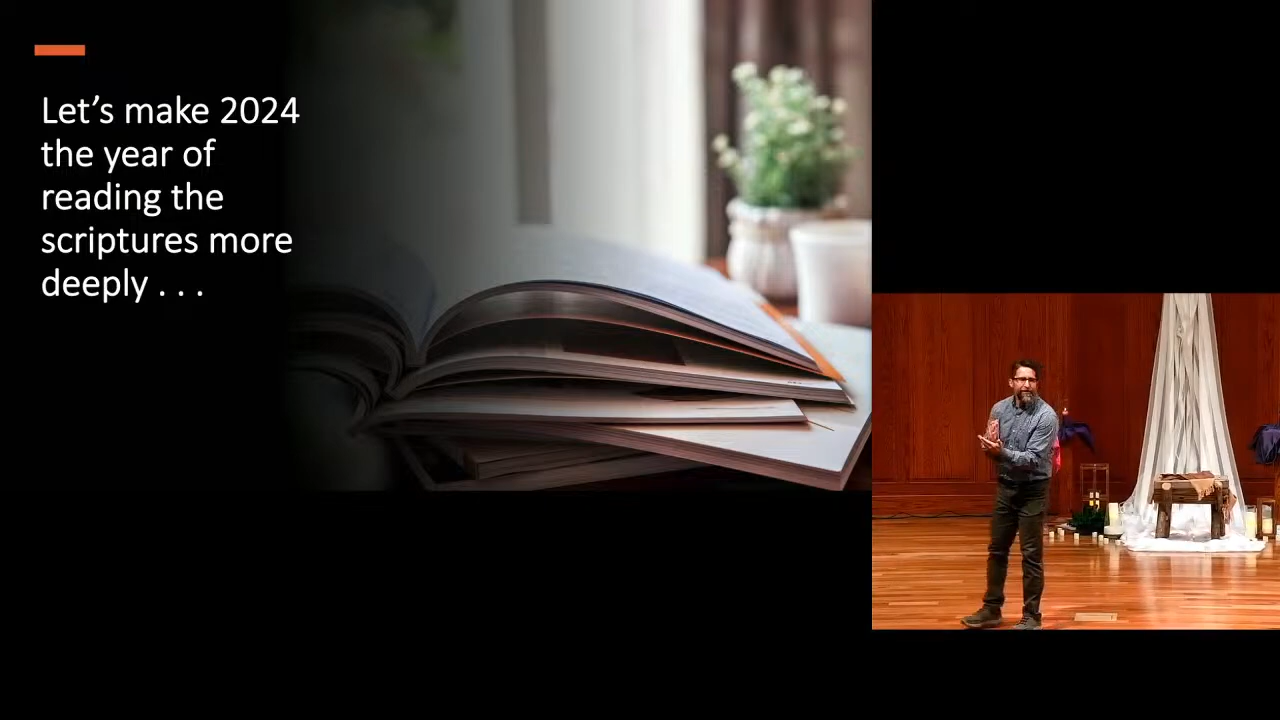 Let’s make 2024
the year of
reading the
scriptures more
deeply . . .